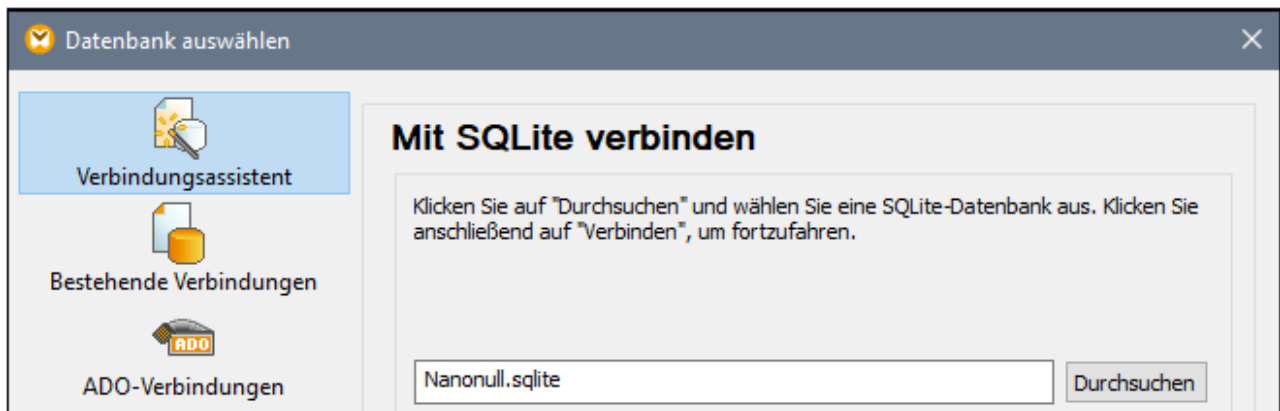 Datenbank auswählen
Verbindungsassistent
Bestehende Verbindungen
ADO
ADO-Verbindungen
Mit SQLite verbinden
Klicken Sie auf "Durchsuchen" und wählen Sie eine SQLite-Datenbank aus. Klicken Sie
anschließend auf "Verbinden", um fortzufahren.
Nanonull.sqlite
Durchsuchen